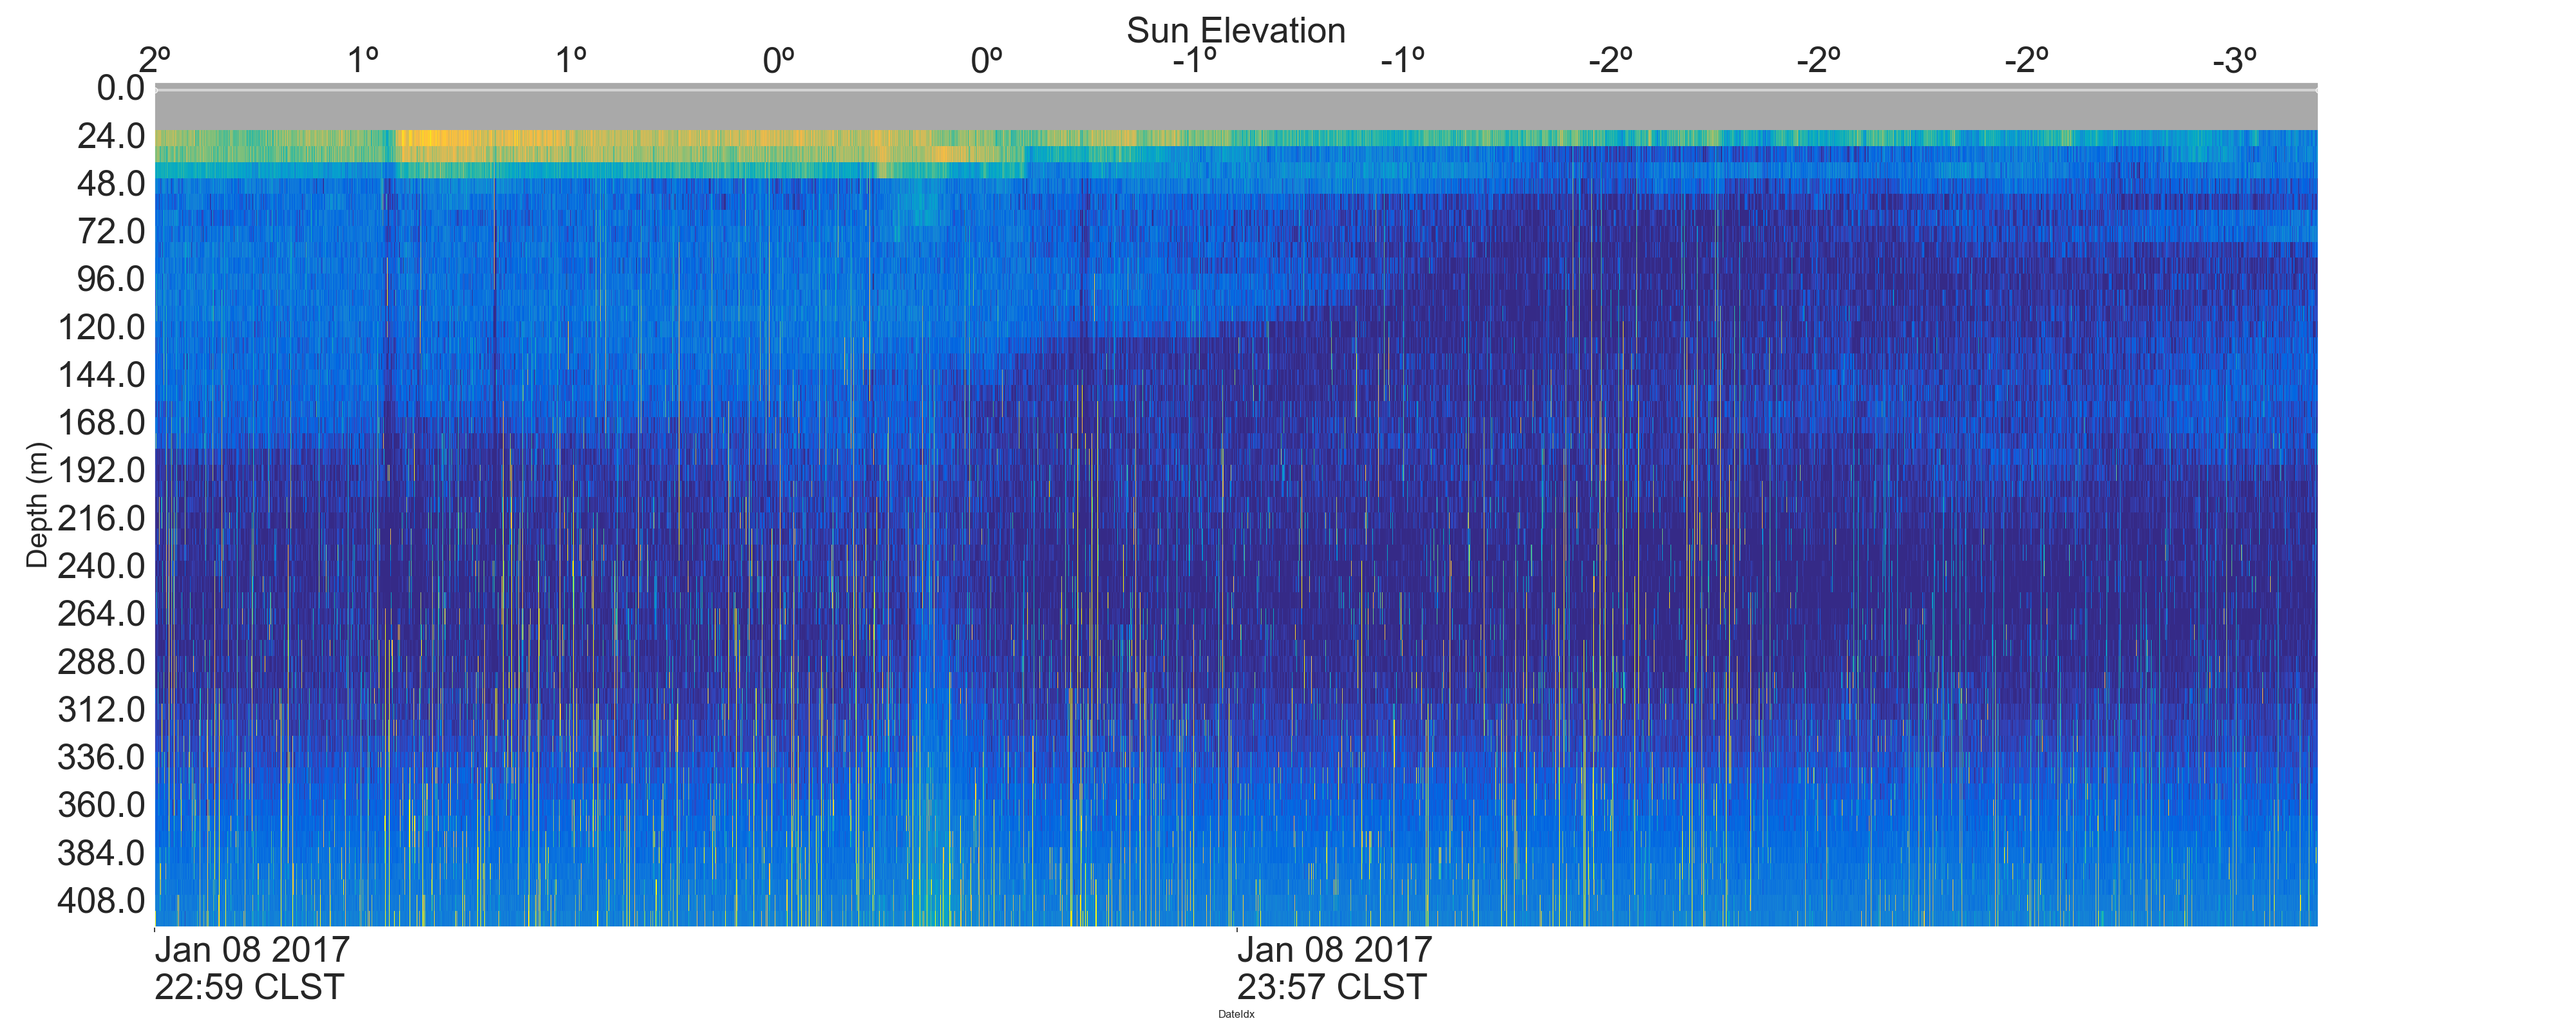 Sun Elevation
2º 1º 1º 0º 0º -1º -1º -2º -2º -2º -3º
0.0
24.0
48.0
72.0
96.0
120.0
144.0
168.0
192.0
216.0
240.0
264.0
288.0
312.0
336.0
360.0
384.0
408.0
Depth (m)
Jan 08 2017
22:59 CLST
Jan 08 2017
23:57 CLST
DateIdx